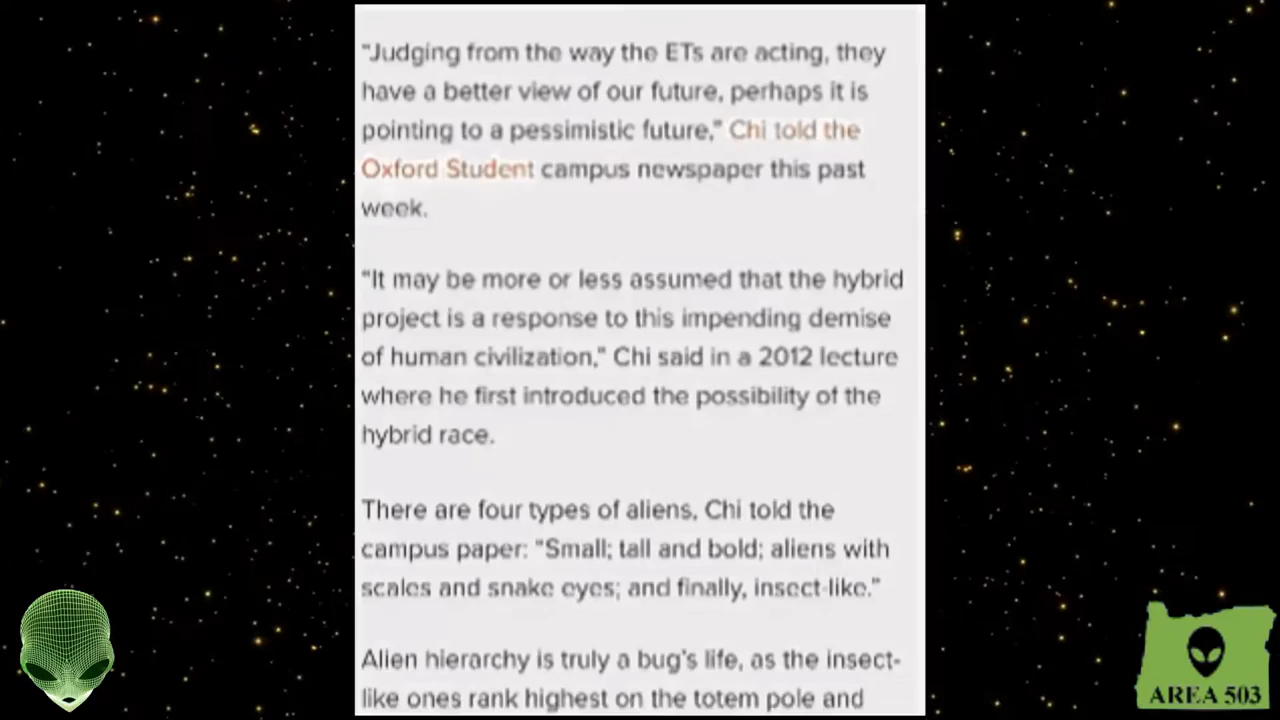 "Judging from the way the ETs are acting, they
have a better view of our future, perhaps it is
pointing to a pessimistic future," Chi told the
Oxford Student campus newspaper this past
week.
"It may be more or less assumed that the hybrid
project is a response to this impending demise
of human civilization," Chi said in a 2012 lecture
where he first introduced the possibility of the
hybrid race.
There are four types of aliens, Chi told the
campus paper: "Small; tall and bold; aliens with
scales and snake eyes; and finally, insect-like."
Alien hierarchy is truly a bug's life, as the insect-
like ones rank highest on the totem pole and
AREA 503